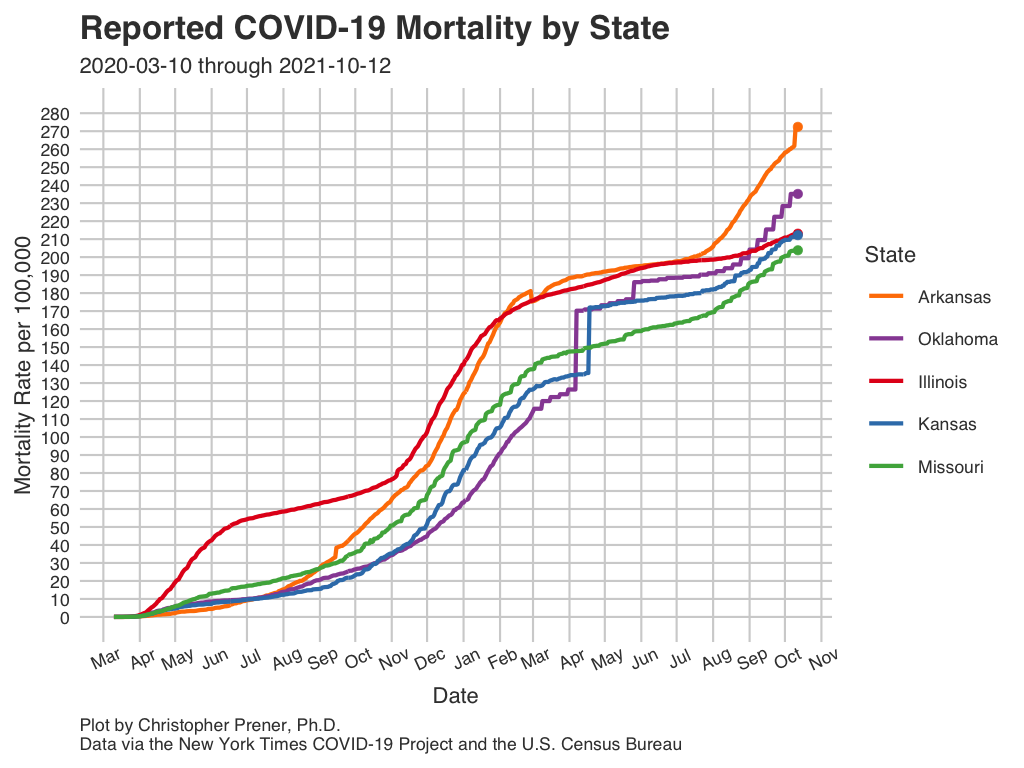 Reported COVID-19 Mortality by State
2020-03-10 through 2021-10-12
Mortality Rate per 100,000
280
270
260
250
240
230
220
210
200
190
180
170
160
150
140
130
120
110
100
90
80
70
60
50
40
30
20
10
0
Mar Apr May Jun Jul Aug Sep Oct Nov Dec Jan Feb Mar Apr May Jun Jul Aug Sep Oct Nov
Date
State
Arkansas
Oklahoma
Illinois
Kansas
Missouri
Plot by Christopher Prener, Ph.D.
Data via the New York Times COVID-19 Project and the U.S. Census Bureau